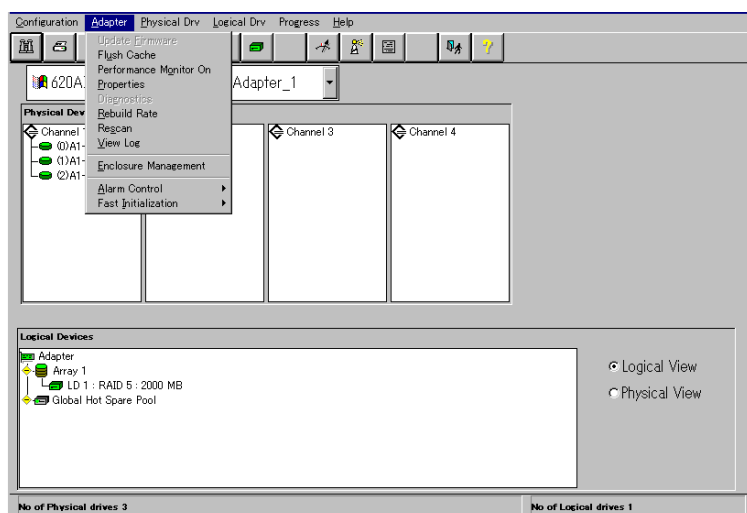 Configuration Adapter Physical Drv Logical Drv Progress Help
Update Firmware
Flush Cache
Performance Monitor On
Properties
Diagnostics
Rebuild Rate
Rescan
View Log
Enclosure Management
Alarm Control
Fast Initialization
620A
Adapter_1
Physical Dev
Channel 1
(0)A1-
(1)A1-
(2)A1-
Channel 3
Channel 4
Logical Devices
Adapter
Array 1
LD 1 : RAID 5 : 2000 MB
Global Hot Spare Pool
Logical View
Physical View
No of Physical drives 3
No of Logical drives 1